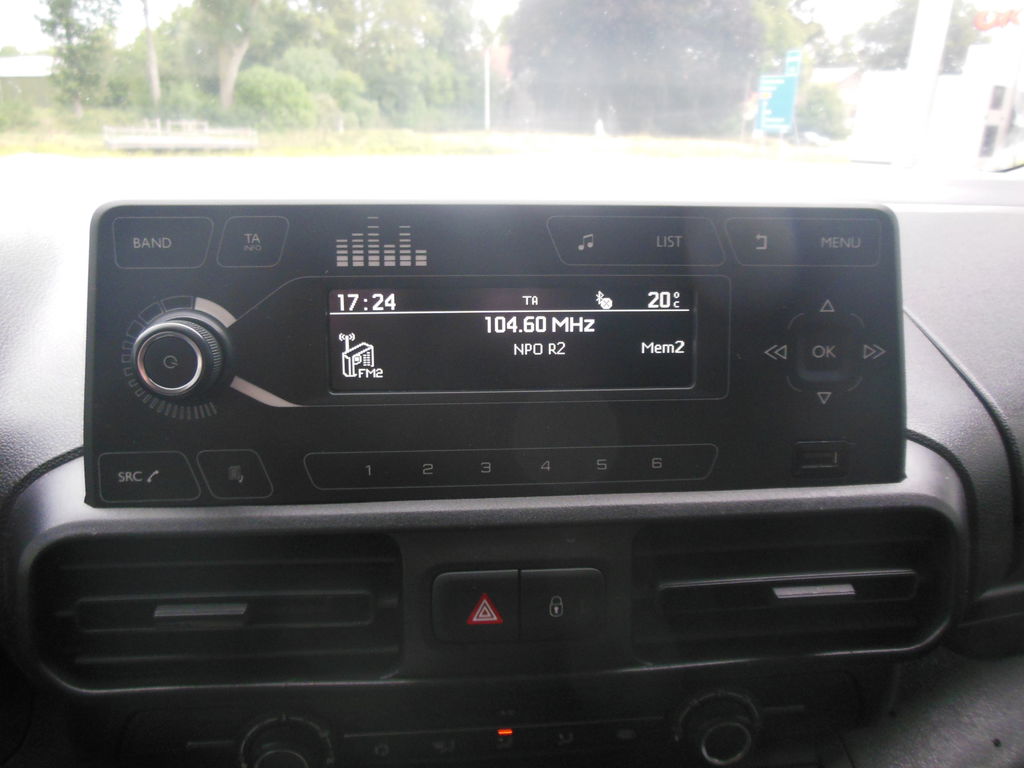 BAND
TA
INFO
LIST
MENU
17:24 TA 20°C
104.60 MHz
NPO R2 Mem2
FM2
OK
SRC
1 2 3 4 5 6